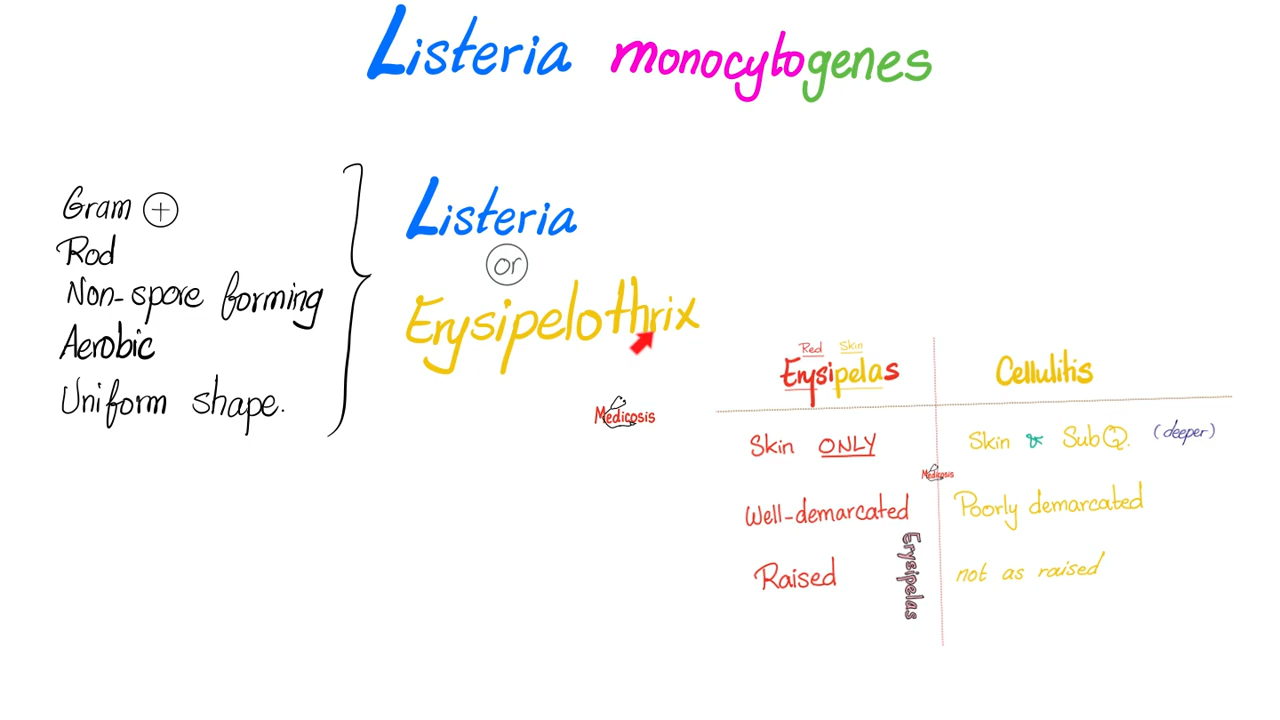 Listeria monocytogenes
Gram +
Rod
Non-spore forming
Aerobic
Uniform shape.
Listeria
or
Erysipelothrix
Medicosis
Red Skin
Erysipelas
Cellulitis
Skin ONLY
Skin & SubQ. (deeper)
Medicosis
Well-demarcated
Poorly demarcated
Raised
not as raised
Erysipelas